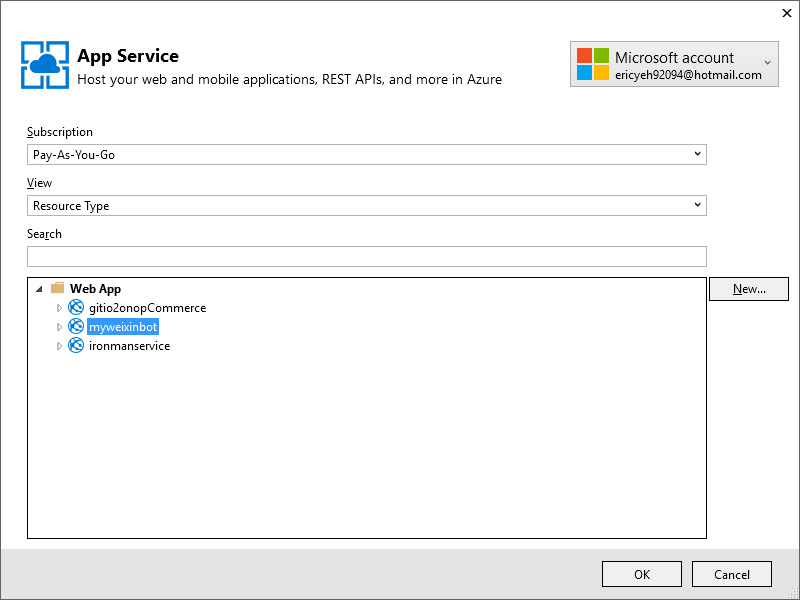 App Service
Host your web and mobile applications, REST APIs, and more in Azure
Microsoft account
ericyeh92094@hotmail.com
Subscription
Pay-As-You-Go
View
Resource Type
Search
Web App
gitio2onopCommerce
myweixinbot
ironmanservice
New...
OK
Cancel